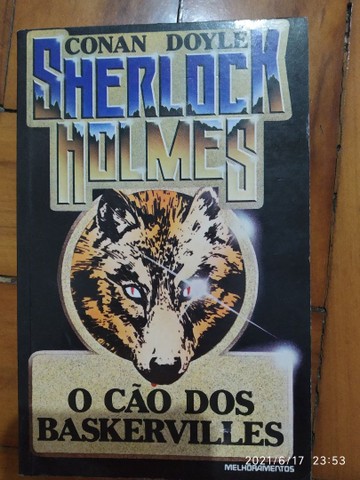 CONAN DOYLE
SHERLOCK
HOLMES
O CÃO DOS
BASKERVILLES
2021/6/17 23:53
MELHORAMENTOS